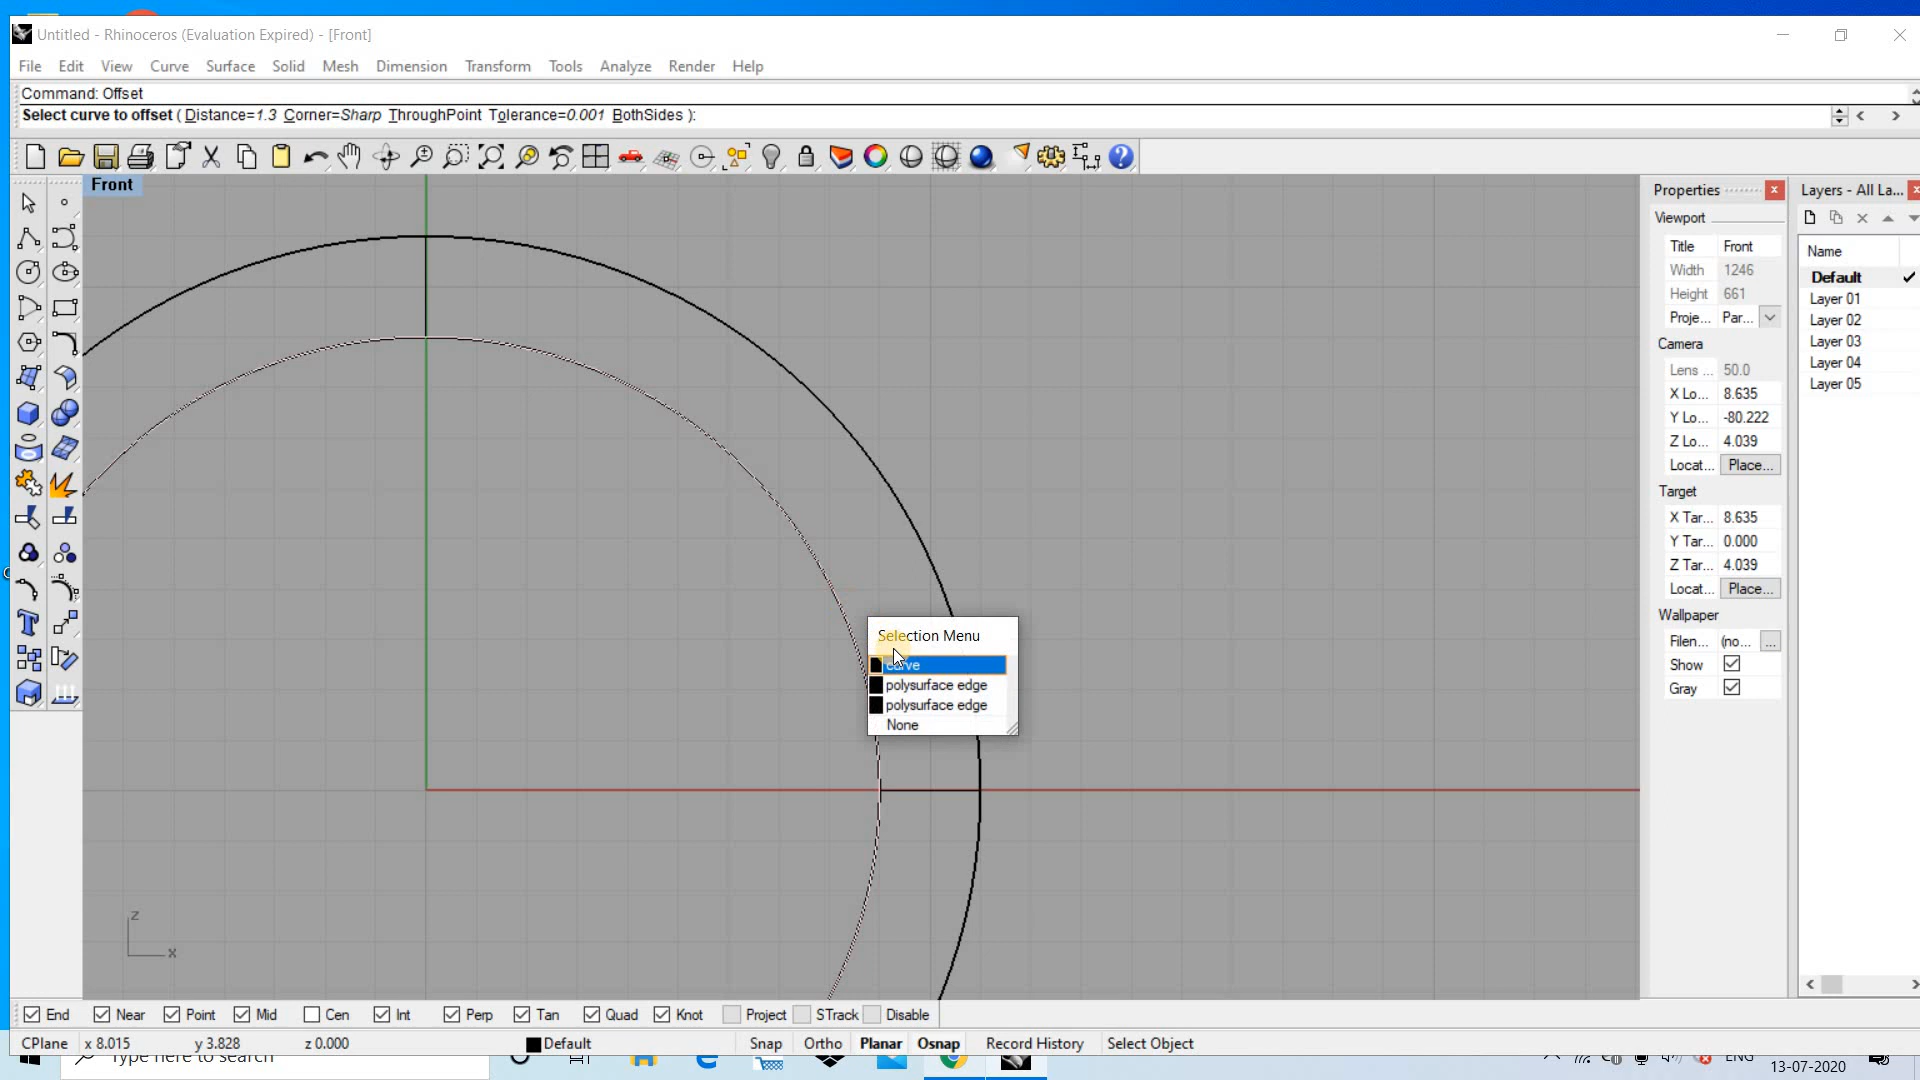 Untitled - Rhinoceros (Evaluation Expired) - [Front]
File Edit View Curve Surface Solid Mesh Dimension Transform Tools Analyze Render Help
Command: Offset
Select curve to offset ( Distance=1.3 Corner=Sharp ThroughPoint Tolerance=0.001 BothSides ):
Front
Selection Menu
curve
polysurface edge
polysurface edge
None
z
x
Properties
Viewport
Title Front
Width 1246
Height 661
Proje... Par...
Camera
Lens ... 50.0
X Lo... 8.635
Y Lo... -80.222
Z Lo... 4.039
Locat... Place...
Target
X Tar... 8.635
Y Tar... 0.000
Z Tar... 4.039
Locat... Place...
Wallpaper
Filen... (no... ...
Show
Gray
Layers - All La...
Name
Default
Layer 01
Layer 02
Layer 03
Layer 04
Layer 05
End Near Point Mid Cen Int Perp Tan Quad Knot Project STrack Disable
CPlane x 8.015 y 3.828 z 0.000 Default Snap Ortho Planar Osnap Record History Select Object
Type here to search
ENG
13-07-2020